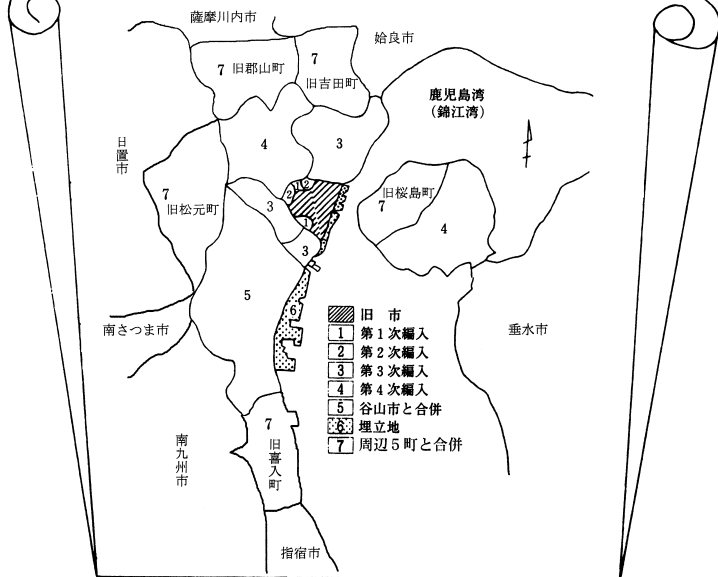 薩摩川内市
姶良市
7 旧郡山町
7
旧吉田町
鹿児島湾
(錦江湾)
日置市
4
3
7
旧松元町
3
2
1
2
1
3
旧桜島町
7
4
5
6
南さつま市
垂水市
旧 市
1 第1次編入
2 第2次編入
3 第3次編入
4 第4次編入
5 谷山市と合併
6 埋立地
7 周辺5町と合併
7
旧喜入町
南九州市
指宿市